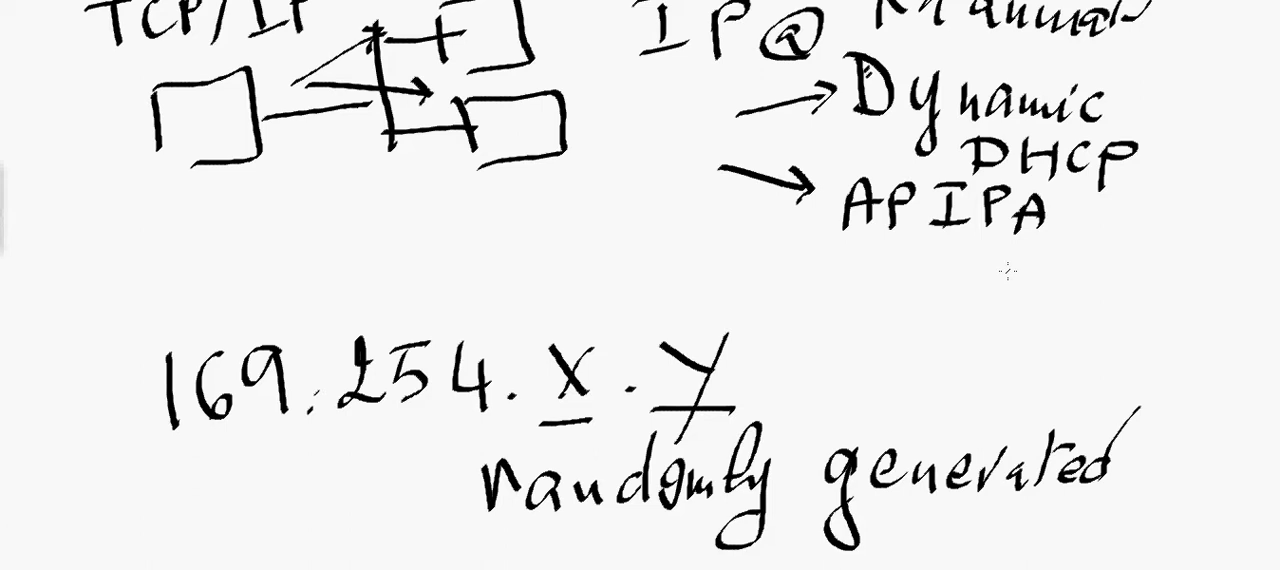 TCP/IP
IP@
Dynamic
DHCP
APIPA
169.254.X.Y
randomly generated